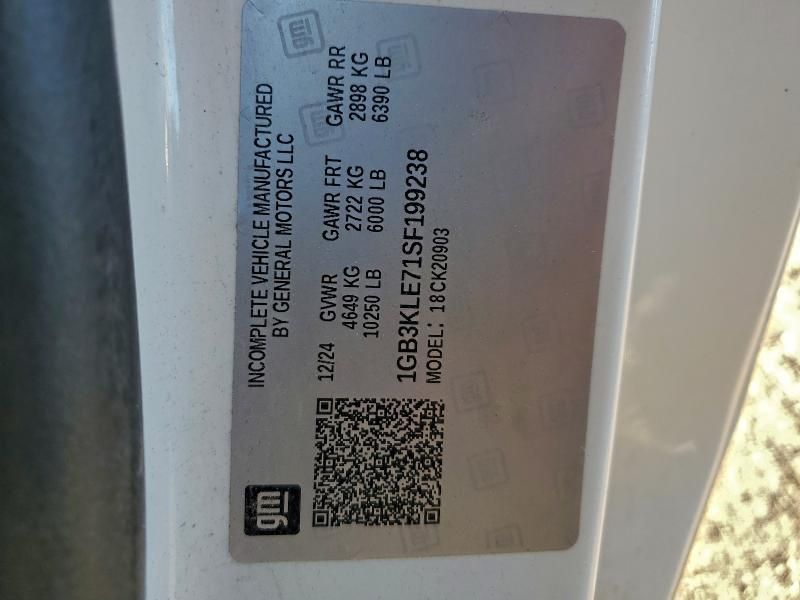 gm
INCOMPLETE VEHICLE MANUFACTURED
BY GENERAL MOTORS LLC
12/24 GVWR GAWR FRT GAWR RR
4649 KG 2722 KG 2898 KG
10250 LB 6000 LB 6390 LB
1GB3KLE71SF199238
MODEL: 18CK20903